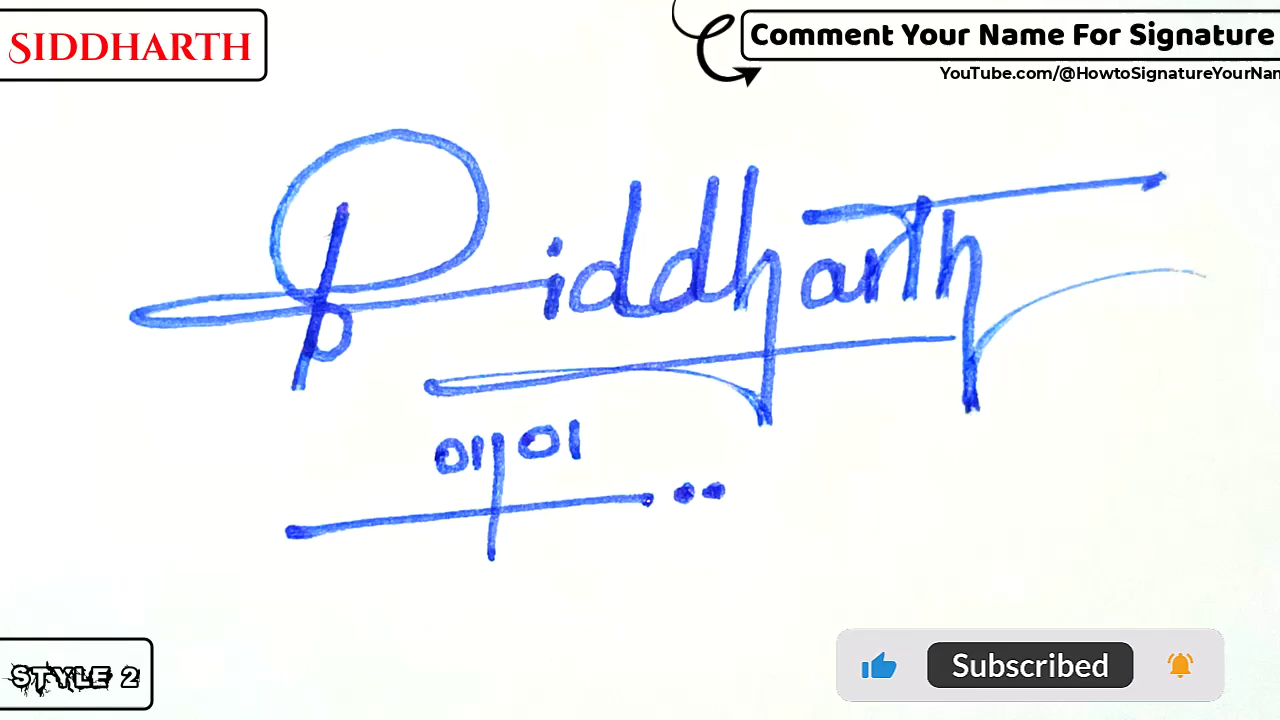 SIDDHARTH
Comment Your Name For Signature
YouTube.com/@HowtoSignatureYourNam
Siddharth
01/01
STYLE 2
Subscribed